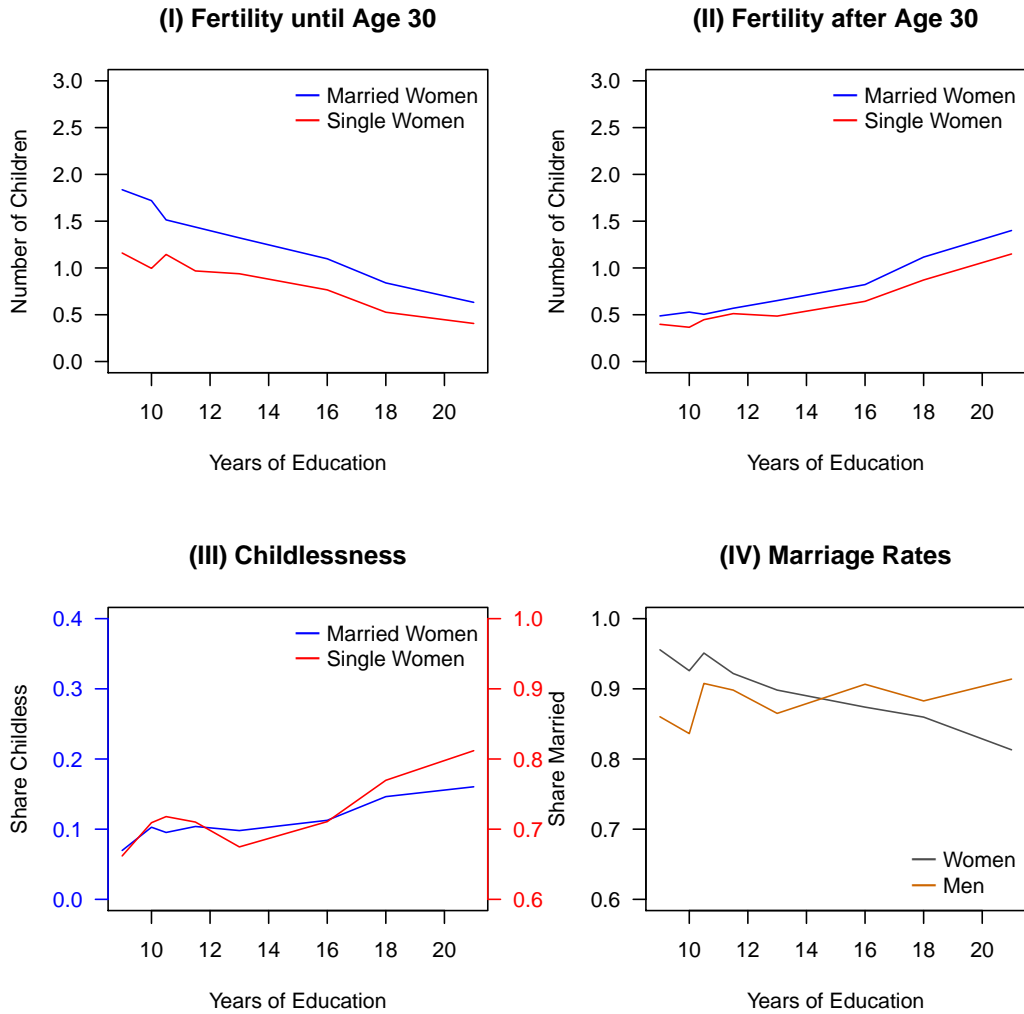 (I) Fertility until Age 30
Number of Children
3.0
2.5
2.0
1.5
1.0
0.5
0.0
Married Women
Single Women
10 12 14 16 18 20
Years of Education
(II) Fertility after Age 30
Number of Children
3.0
2.5
2.0
1.5
1.0
0.5
0.0
Married Women
Single Women
10 12 14 16 18 20
Years of Education
(III) Childlessness
Share Childless
0.4
0.3
0.2
0.1
0.0
Married Women
Single Women
1.0
0.9
0.8
0.7
0.6
10 12 14 16 18 20
Years of Education
(IV) Marriage Rates
Share Married
1.0
0.9
0.8
0.7
0.6
Women
Men
10 12 14 16 18 20
Years of Education